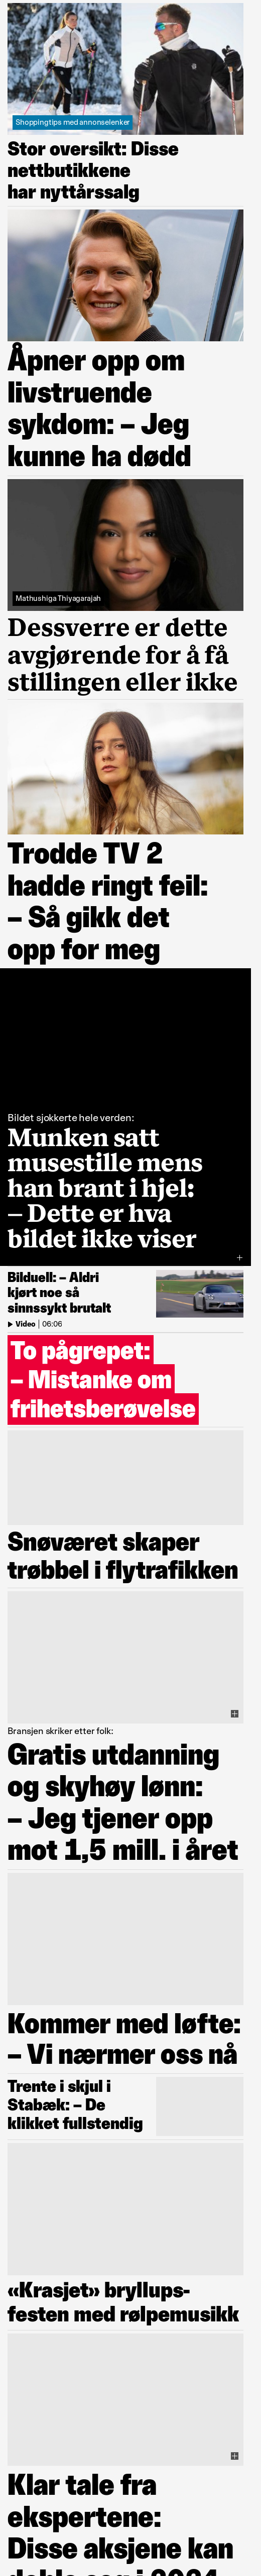 Shoppingtips med annonselenker
Stor oversikt: Disse
nettbutikkene
har nyttårssalg
Åpner opp om
livstruende
sykdom: – Jeg
kunne ha dødd
Mathushiga Thiyagarajah
Dessverre er dette
avgjørende for å få
stillingen eller ikke
Trodde TV 2
hadde ringt feil:
– Så gikk det
opp for meg
Bildet sjokkerte hele verden:
Munken satt
musestille mens
han brant i hjel:
– Dette er hva
bildet ikke viser
Bilduell: – Aldri
kjørt noe så
sinnssykt brutalt
Video | 06:06
To pågrepet:
– Mistanke om
frihetsberøvelse
Snøværet skaper
trøbbel i flytrafikken
Bransjen skriker etter folk:
Gratis utdanning
og skyhøy lønn:
– Jeg tjener opp
mot 1,5 mill. i året
Kommer med løfte:
– Vi nærmer oss nå
Trente i skjul i
Stabæk: – De
klikket fullstendig
«Krasjet» bryllups-
festen med rølpemusikk
Klar tale fra
ekspertene:
Disse aksjene kan
doble seg i 2024